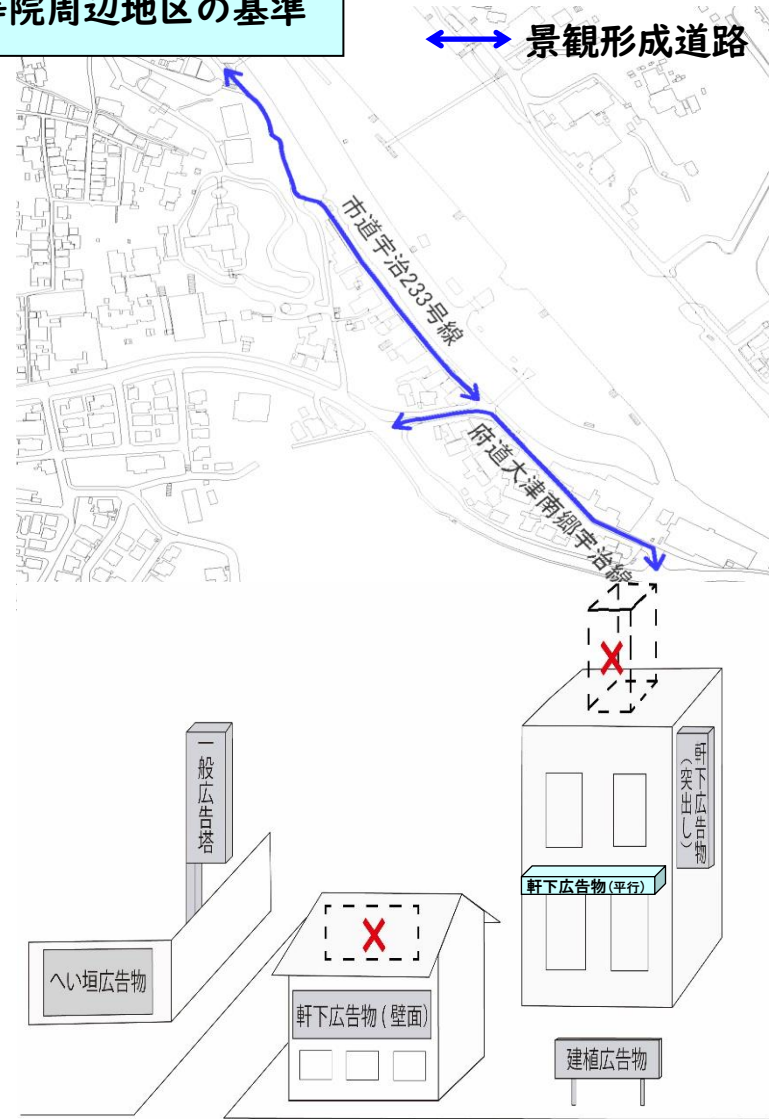 院周辺地区の基準
景観形成道路
市道宇治233号線
府道大津南郷宇治線
一般広告塔
軒下広告物(突出し)
軒下広告物(平行)
へい垣広告物
軒下広告物(壁面)
建植広告物